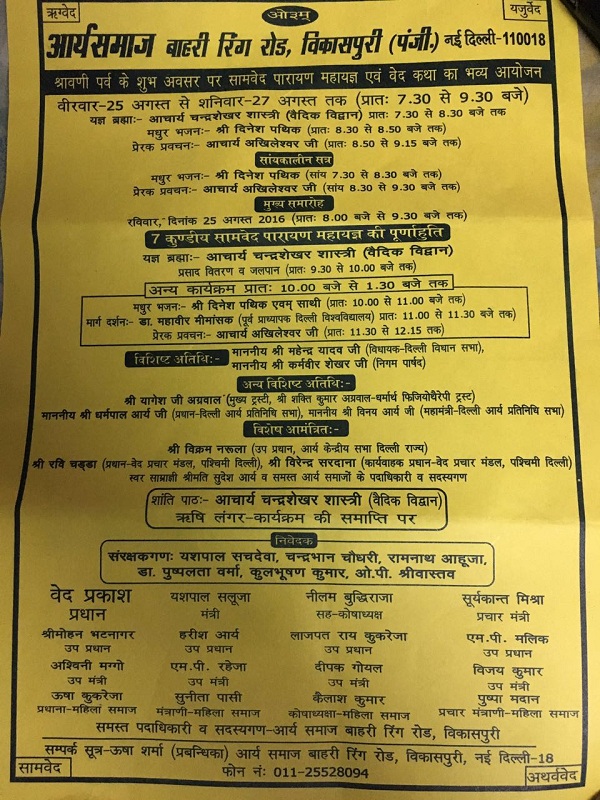 ऋग्वेद
ओ३म्
यजुर्वेद
आर्यसमाज बाहरी रिंग रोड, विकासपुरी (पंजी.) नई दिल्ली-110018
श्रावणी पर्व के शुभ अवसर पर सामवेद पारायण महायज्ञ एवं वेद कथा का भव्य आयोजन
वीरवार-25 अगस्त से शनिवार-27 अगस्त तक (प्रातः 7.30 से 9.30 बजे)
यज्ञ ब्रह्माः- आचार्य चन्द्रशेखर शास्त्री (वैदिक विद्वान) प्रातः 7.30 से 8.30 बजे तक
मधुर भजनः- श्री दिनेश पथिक (प्रातः 8.30 से 8.50 बजे तक)
प्रेरक प्रवचनः- आचार्य अखिलेश्वर जी (प्रातः 8.50 से 9.15 बजे तक)
सांयकालीन सत्र
मधुर भजनः- श्री दिनेश पथिक (सांय 7.30 से 8.30 बजे तक)
प्रेरक प्रवचनः- आचार्य अखिलेश्वर जी (सांय 8.30 से 9.30 बजे तक)
मुख्य समारोह
रविवार, दिनांक 25 अगस्त 2016 (प्रातः 8.00 बजे से 9.30 बजे तक)
7 कुण्डीय सामवेद पारायण महायज्ञ की पूर्णाहुति
यज्ञ ब्रह्माः- आचार्य चन्द्रशेखर शास्त्री (वैदिक विद्वान)
प्रसाद वितरण व जलपान (प्रातः 9.30 से 10.00 बजे तक)
अन्य कार्यक्रम प्रातः 10.00 बजे से 1.30 बजे तक
मधुर भजनः- श्री दिनेश पथिक एवम् साथी (प्रातः 10.00 से 11.00 बजे तक)
मार्ग दर्शनः- डा. महावीर मीमांसक (पूर्व प्राध्यापक दिल्ली विश्वविद्यालय) प्रातः 11.00 से 11.30 बजे तक)
प्रेरक प्रवचनः- आचार्य अखिलेश्वर जी (प्रातः 11.30 से 12.15 बजे तक)
विशिष्ट अतिथिः- माननीय श्री महेन्द्र यादव जी (विधायक-दिल्ली विधान सभा),
माननीय श्री कर्मवीर शेखर जी (निगम पार्षद)
अन्य विशिष्ट अतिथिः-
श्री यागेश जी अग्रवाल (मुख्य ट्रस्टी, श्री शक्ति कुमार अग्रवाल-धर्मार्थ फिजियोथैरेपी ट्रस्ट)
माननीय श्री धर्मपाल आर्य जी (प्रधान-दिल्ली आर्य प्रतिनिधि सभा), माननीय श्री विनय आर्य जी (महामंत्री-दिल्ली आर्य प्रतिनिधि सभा)
विशेष आमंत्रितः-
श्री विक्रम नरूला (उप प्रधान, आर्य केन्द्रीय सभा दिल्ली राज्य)
श्री रवि चड्डा (प्रधान-वेद प्रचार मंडल, पश्चिमी दिल्ली), श्री विरेन्द्र सरदाना (कार्यवाहक प्रधान-वेद प्रचार मंडल, पश्चिमी दिल्ली)
स्वर साम्राज्ञी श्रीमति सुदेश आर्य व समस्त आर्य समाजों के पदाधिकारी व सदस्यगण
शांति पाठः- आचार्य चन्द्रशेखर शास्त्री (वैदिक विद्वान)
ऋषि लंगर-कार्यक्रम की समाप्ति पर
निवेदक
संरक्षकगणः यशपाल सचदेवा, चन्द्रभान चौधरी, रामनाथ आहूजा,
डा. पुष्पलता वर्मा, कुलभूषण कुमार, ओ.पी. श्रीवास्तव
वेद प्रकाश यशपाल सलूजा नीलम बुद्धिराजा सूर्यकान्त मिश्रा
प्रधान मंत्री सह-कोषाध्यक्ष प्रचार मंत्री
श्रीमोहन भटनागर हरीश आर्य लाजपत राय कुकरेजा एम.पी. मलिक
उप प्रधान उप प्रधान उप प्रधान उप प्रधान
अश्विनी मग्गो एम.पी. रहेजा दीपक गोयल विजय कुमार
उप मंत्री उप मंत्री उप मंत्री उप मंत्री
ऊषा कुकरेजा सुनीता पासी कैलाश कुमार पुष्पा मदान
प्रधाना-महिला समाज मंत्राणी-महिला समाज कोषाध्यक्षा-महिला समाज प्रचार मंत्राणी-महिला समाज
समस्त पदाधिकारी व सदस्यगण-आर्य समाज बाहरी रिंग रोड, विकासपुरी
सम्पर्क सूत्र-ऊषा शर्मा (प्रबन्धिका) आर्य समाज बाहरी रिंग रोड, विकासपुरी, नई दिल्ली-18
सामवेद
फोन नंः 011-25528094
अथर्ववेद